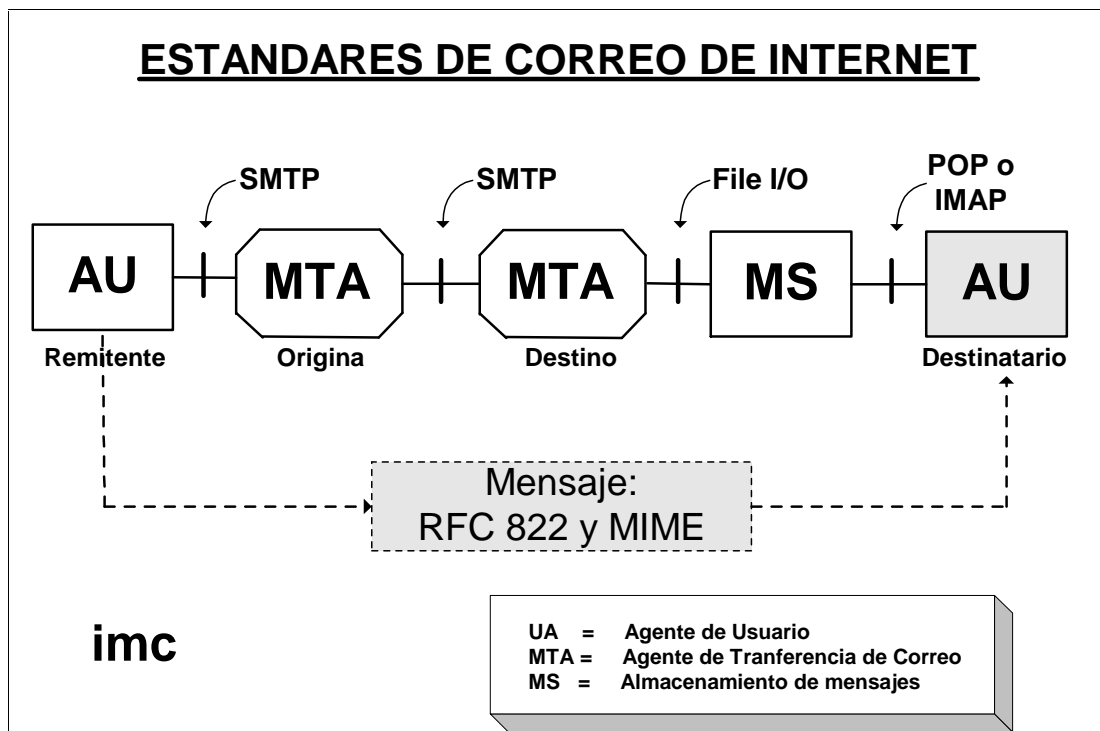 ESTANDARES DE CORREO DE INTERNET
SMTP
SMTP
File I/O
POP o
IMAP
AU
MTA
MTA
MS
AU
Remitente
Origina
Destino
Destinatario
Mensaje:
RFC 822 y MIME
imc
UA = Agente de Usuario
MTA = Agente de Tranferencia de Correo
MS = Almacenamiento de mensajes